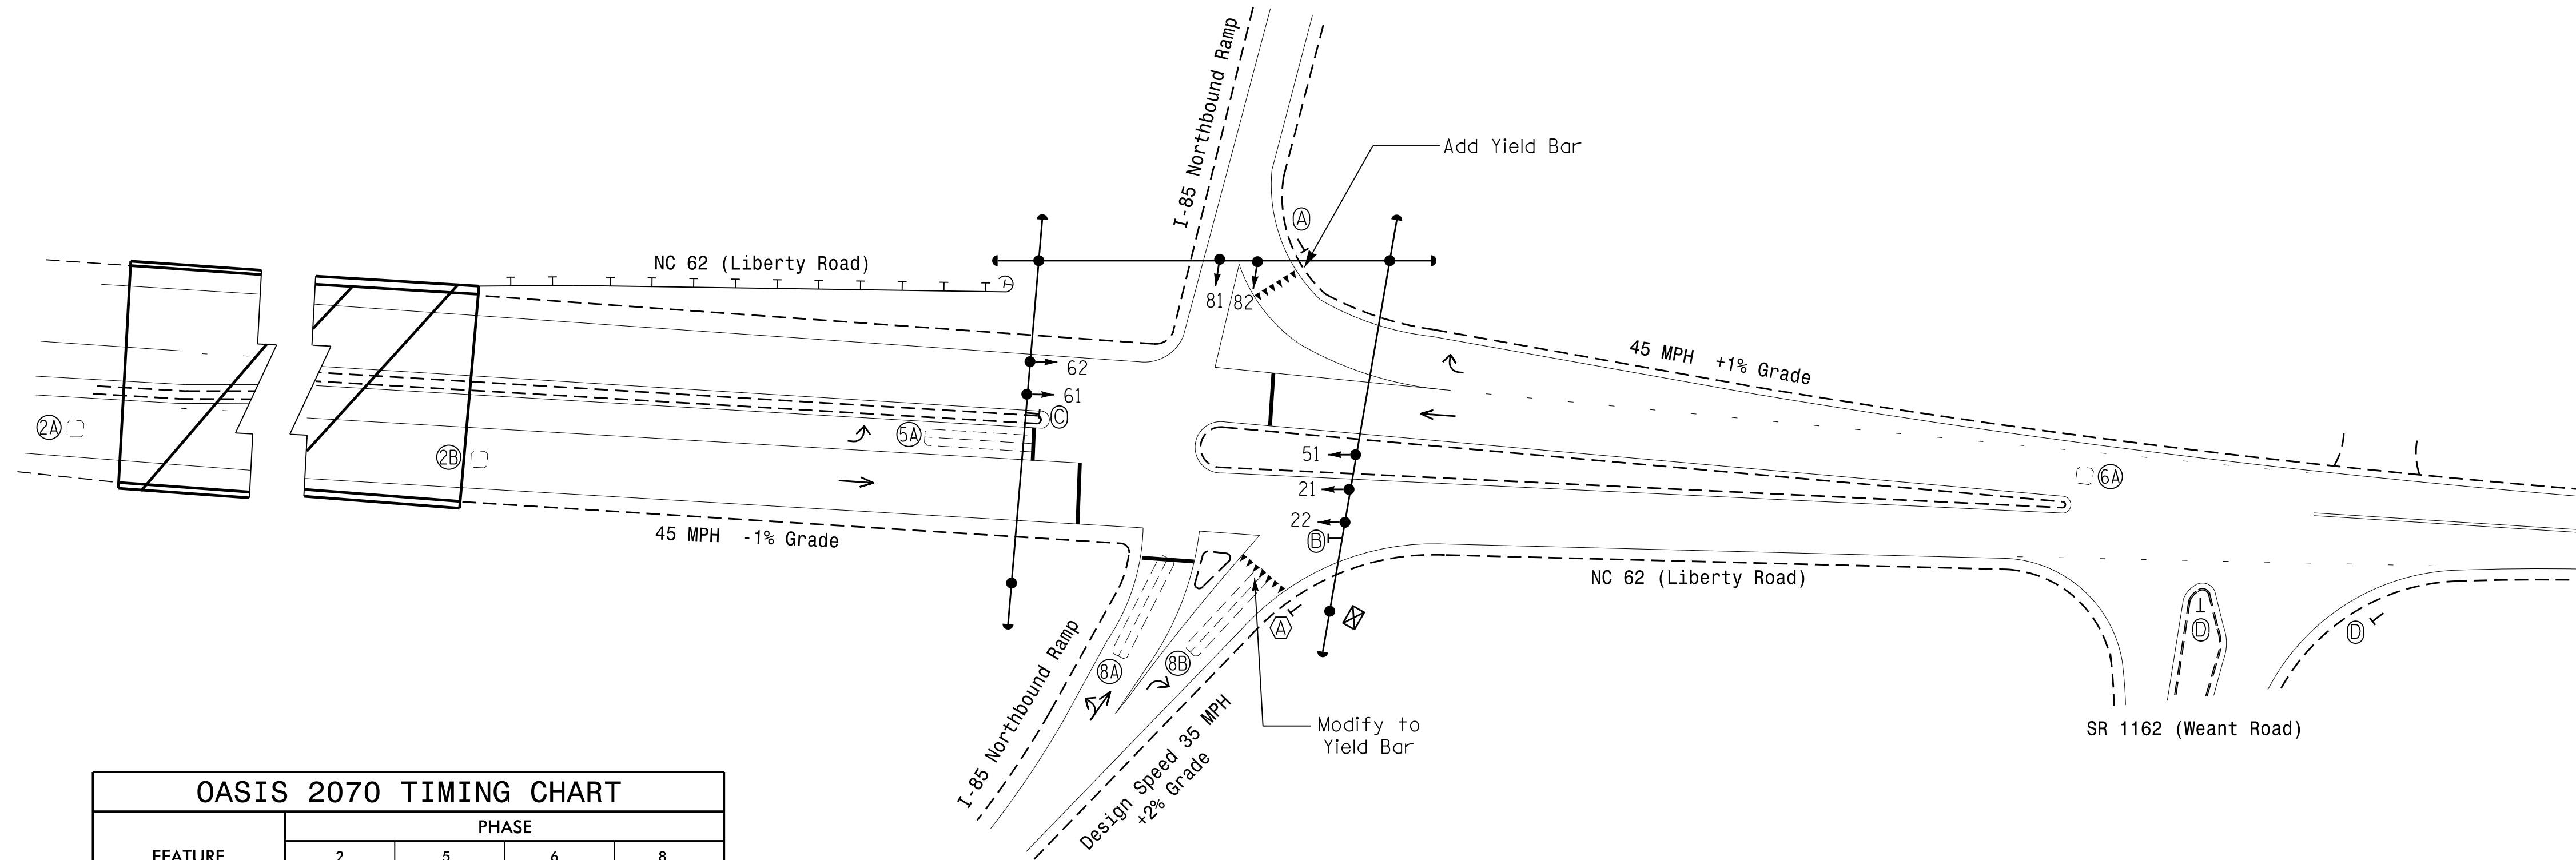 I-85 Northbound Ramp
Add Yield Bar
A
NC 62 (Liberty Road)
81 82
62
61
C
45 MPH +1% Grade
2A
5A
2B
51
21
22
B
6A
45 MPH -1% Grade
NC 62 (Liberty Road)
A
8A
8B
D
D
I-85 Northbound Ramp
Design Speed 35 MPH
+2% Grade
Modify to
Yield Bar
SR 1162 (Weant Road)
OASIS 2070 TIMING CHART
PHASE
FEATURE
2 5 6 8